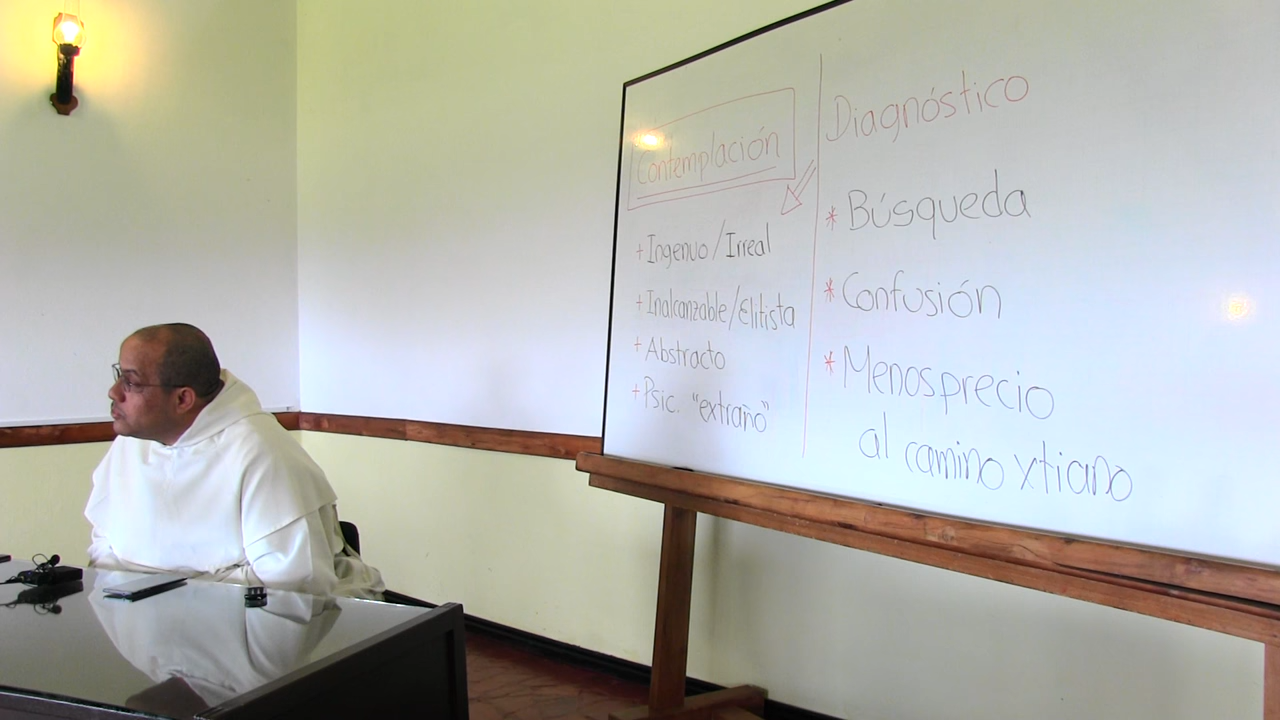 Contemplación
+ Ingenuo / Irreal
+ Inalcanzable/Elitista
+ Abstracto
+ Psic. "extraño"
Diagnóstico
* Búsqueda
* Confusión
* Menosprecio
al camino xtiano